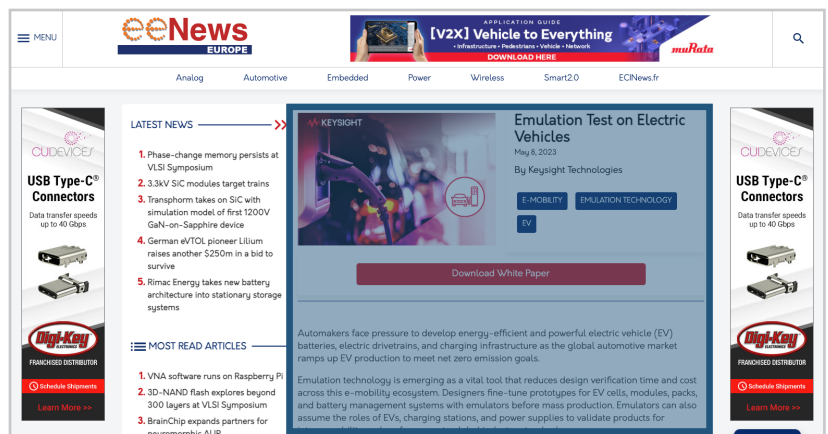 MENU
eeNews
EUROPE
APPLICATION GUIDE
[V2X] Vehicle to Everything
• Infrastructure • Pedestrians • Vehicle • Network
DOWNLOAD HERE
muRata
Analog
Automotive
Embedded
Power
Wireless
Smart2.0
ECINews.fr
CUIDEVICES
USB Type-C®
Connectors
Data transfer speeds
up to 40 Gbps
Digi-Key
ELECTRONICS
FRANCHISED DISTRIBUTOR
Schedule Shipments
Learn More >>
LATEST NEWS
1. Phase-change memory persists at
VLSI Symposium
2. 3.3kV SiC modules target trains
3. Transphorm takes on SiC with
simulation model of first 1200V
GaN-on-Sapphire device
4. German eVTOL pioneer Lilium
raises another $250m in a bid to
survive
5. Rimac Energy takes new battery
architecture into stationary storage
systems
MOST READ ARTICLES
1. VNA software runs on Raspberry Pi
2. 3D-NAND flash explores beyond
300 layers at VLSI Symposium
3. BrainChip expands partners for
KEYSIGHT
Emulation Test on Electric
Vehicles
May 8, 2023
By Keysight Technologies
E-MOBILITY
EMULATION TECHNOLOGY
EV
Download White Paper
Automakers face pressure to develop energy-efficient and powerful electric vehicle (EV)
batteries, electric drivetrains, and charging infrastructure as the global automotive market
ramps up EV production to meet net zero emission goals.
Emulation technology is emerging as a vital tool that reduces design verification time and cost
across this e-mobility ecosystem. Designers fine-tune prototypes for EV cells, modules, packs,
and battery management systems with emulators before mass production. Emulators can also
assume the roles of EVs, charging stations, and power supplies to validate products for
CUIDEVICES
USB Type-C®
Connectors
Data transfer speeds
up to 40 Gbps
Digi-Key
ELECTRONICS
FRANCHISED DISTRIBUTOR
Schedule Shipments
Learn More >>